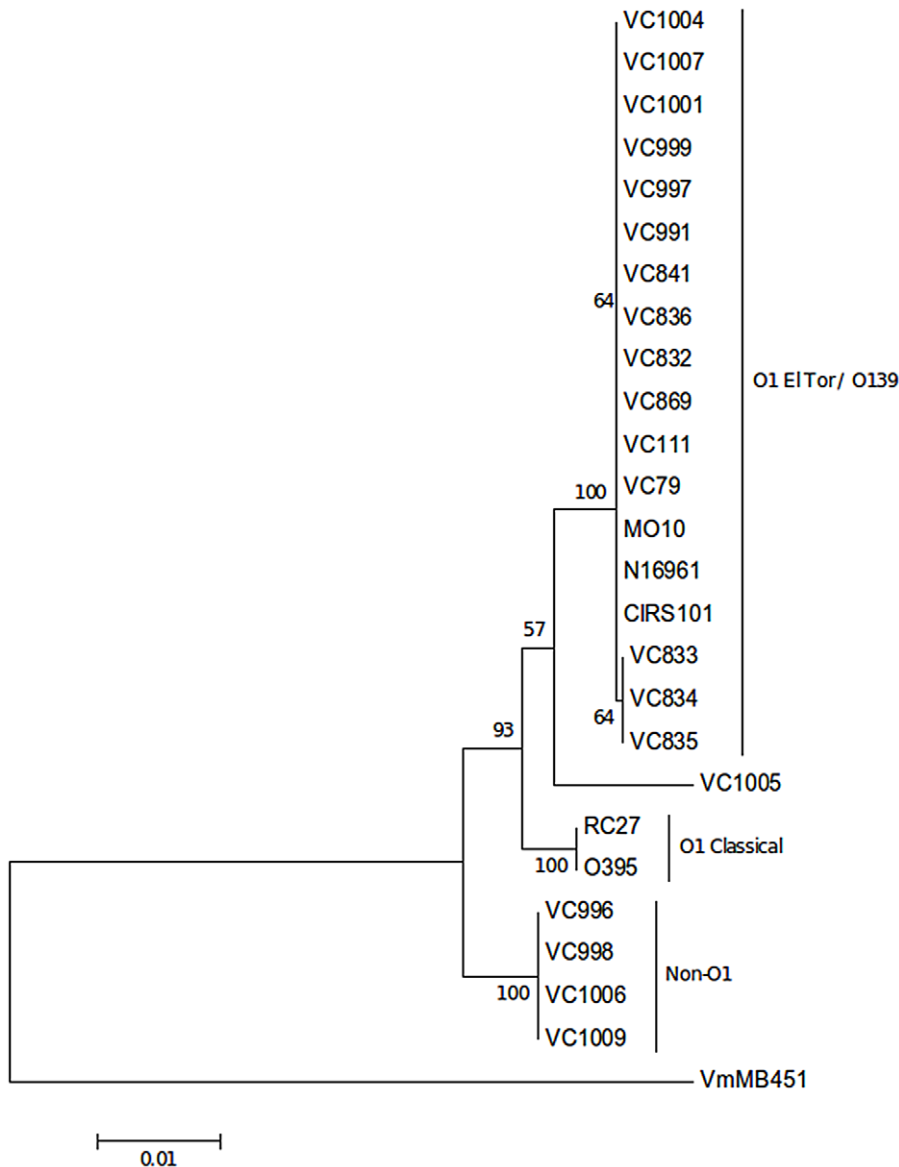 VC1004
VC1007
VC1001
VC999
VC997
VC991
VC841
64
VC836
VC832
O1 El Tor/ O139
VC869
VC111
VC79
100
MO10
N16961
CIRS101
57
VC833
VC834
64
93
VC835
VC1005
RC27
O1 Classical
100
O395
VC996
VC998
Non-O1
100
VC1006
VC1009
VmMB451
0.01